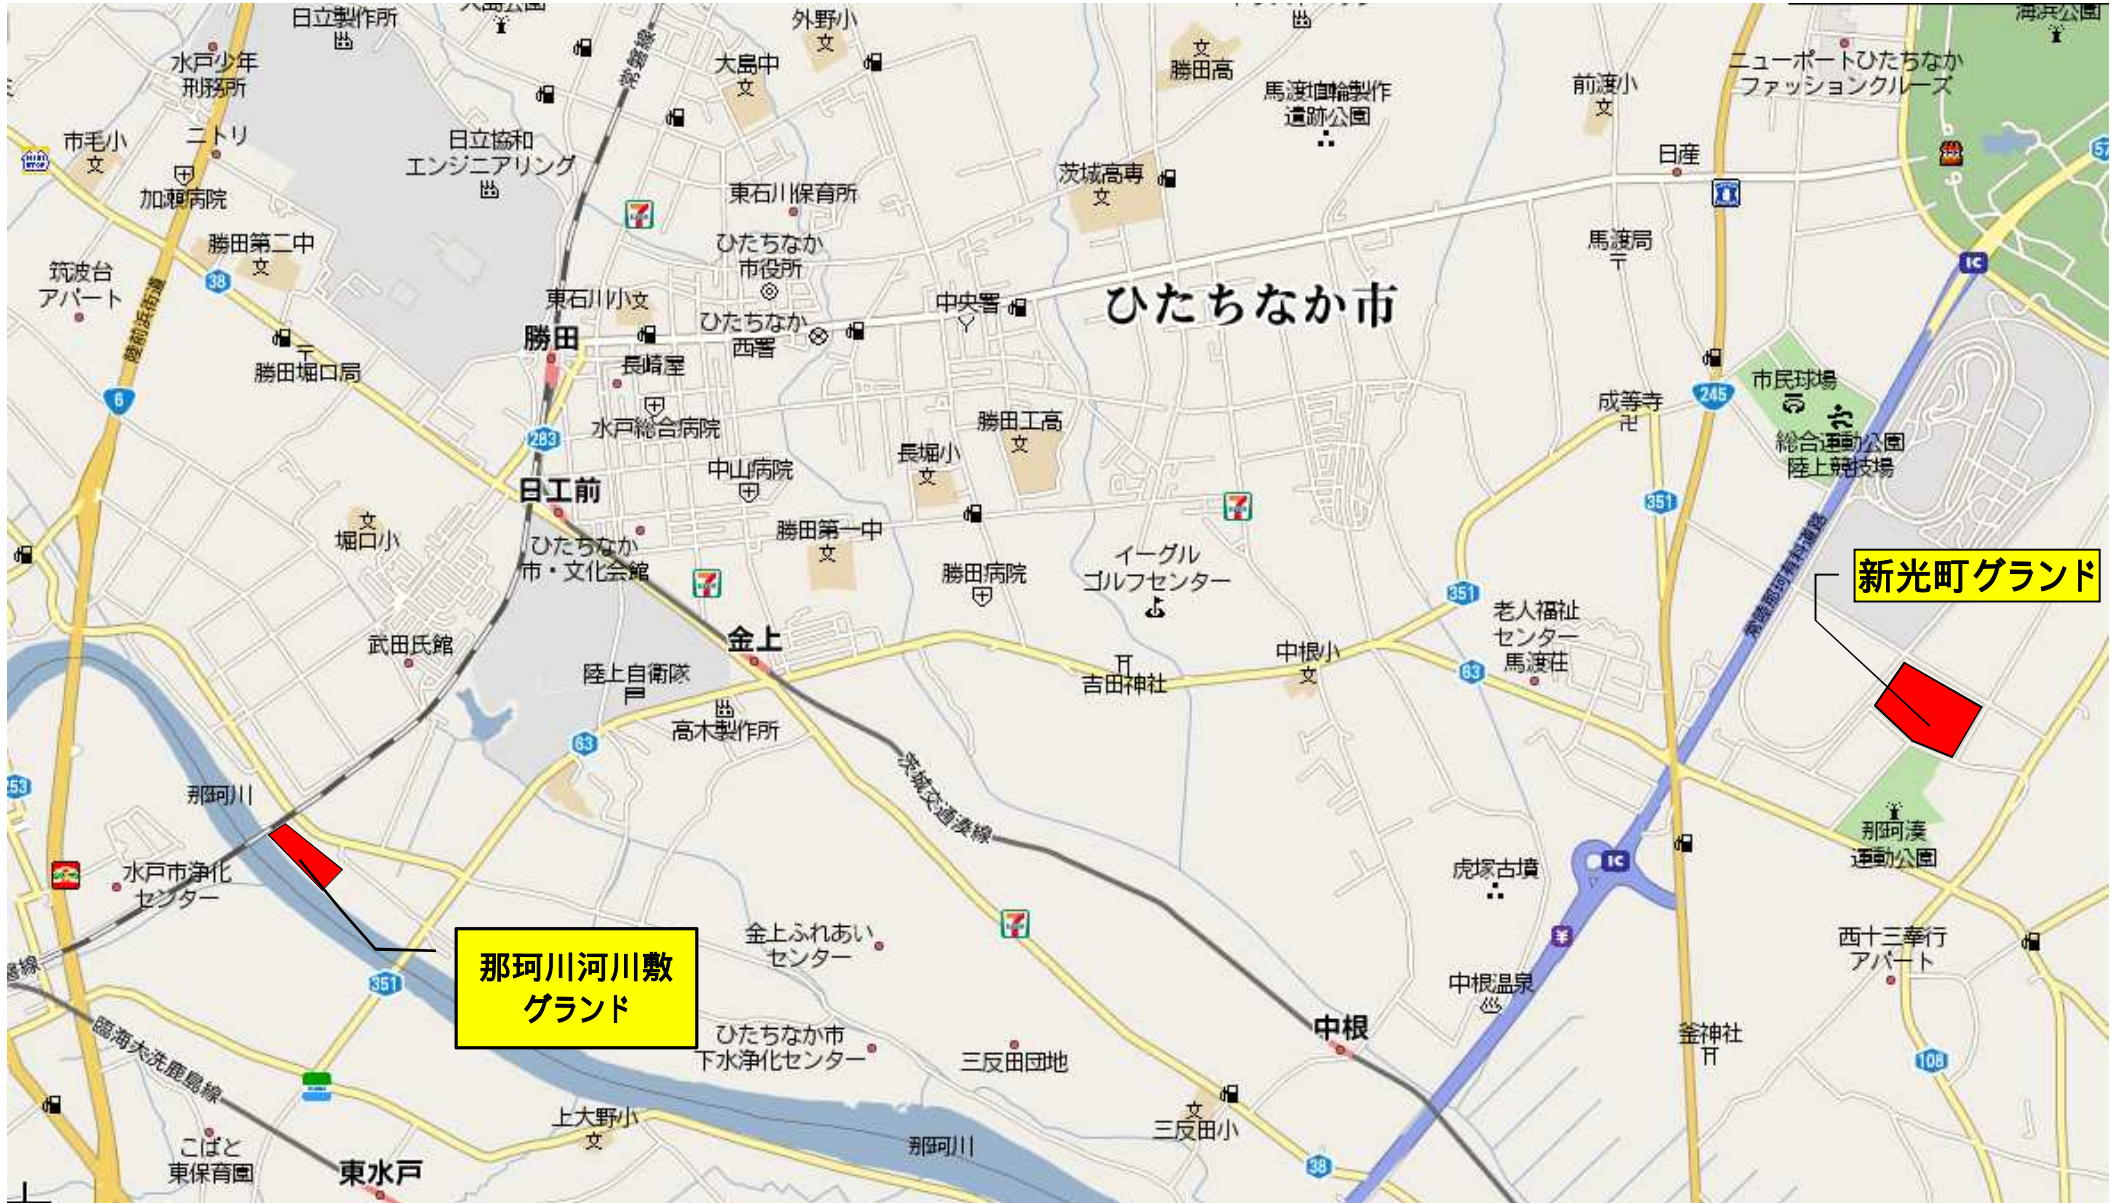 日立製作所
外野小
海浜公園
水戸少年
刑務所
大島中
勝田高
馬渡埴輪製作
遺跡公園
前渡小
ニューポートひたちなか
ファッションクルーズ
常磐線
市毛小
ニトリ
日立協和
エンジニアリング
加瀬病院
東石川保育所
茨城高専
日産
57
勝田第二中
ひたちなか
市役所
馬渡局
IC
筑波台
アパート
38
東石川小
中央署
ひたちなか市
陸前浜街道
勝田
ひたちなか
西署
勝田堀口局
長崎屋
市民球場
6
245
成等寺
283
水戸総合病院
勝田工高
総合運動公園
陸上競技場
長堀小
中山病院
日工前
351
堀口小
ひたちなか
市・文化会館
勝田第一中
イーグル
ゴルフセンター
勝田病院
常陸那珂有料道路
新光町グランド
351
老人福祉
センター
馬渡荘
武田氏館
金上
中根小
63
陸上自衛隊
吉田神社
高木製作所
63
茨城交通湊線
那珂川
那珂湊
運動公園
IC
水戸市浄化
センター
虎塚古墳
那珂川河川敷
グランド
金上ふれあい
センター
西十三奉行
アパート
351
中根温泉
臨海大洗鹿島線
ひたちなか市
下水浄化センター
三反田団地
中根
釜神社
108
上大野小
三反田小
那珂川
こばと
東保育園
東水戸
38